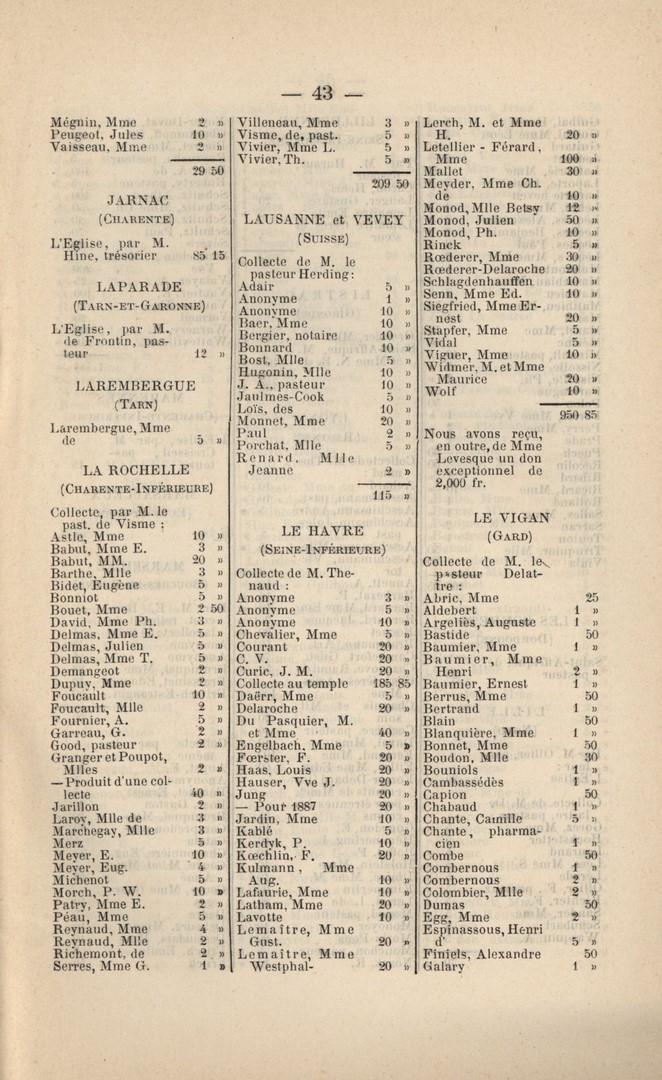 — 43 —
Mégnin, Mme 2 »
Peugeot, Jules 10 »
Vaisseau, Mme 2 »
29 50
JARNAC
(CHARENTE)
L'Eglise, par M.
Hine, trésorier 85 15
LAPARADE
(TARN-ET-GARONNE)
L'Eglise, par M.
de Frontin, pas-
teur 12 »
LAREMBERGUE
(TARN)
Larembergue, Mme
de 5 »
LA ROCHELLE
(CHARENTE-INFÉRIEURE)
Collecte, par M. le
past. de Visme :
Astle, Mme 10 »
Babut, Mme E. 3 »
Babut, MM. 20 »
Barthe, Mlle 3 »
Bidet, Eugène 5 »
Bonniot 5 »
Bouet, Mme 2 50
David, Mme Ph. 3 »
Delmas, Mme E. 5 »
Delmas, Julien 5 »
Delmas, Mme T. 5 »
Demangeot 2 »
Dupuy, Mme 2 »
Foucault 10 »
Foucault, Mlle 2 »
Fournier, A. 5 »
Garreau, G. 2 »
Good, pasteur 2 »
Granger et Poupot,
Mlles 2 »
— Produit d'une col-
lecte 40 »
Jarillon 2 »
Laroy, Mlle de 3 »
Marchegay, Mlle 3 »
Merz 5 »
Meyer, E. 10 »
Meyer, Eug. 4 »
Michenot 5 »
Morch, P. W. 10 »
Patry, Mme E. 2 »
Péau, Mme 5 »
Reynaud, Mme 4 »
Reynaud, Mlle 2 »
Richemont, de 2 »
Serres, Mme G. 1 »
Villeneau, Mme 3 »
Visme, de, past. 5 »
Vivier, Mme L. 5 »
Vivier, Th. 5 »
209 50
LAUSANNE et VEVEY
(SUISSE)
Collecte de M. le
pasteur Herding:
Adair 5 »
Anonyme 1 »
Anonyme 10 »
Baer, Mme 10 »
Bergier, notaire 10 »
Bonnard 10 »
Bost, Mlle 5 »
Hugonin, Mlle 10 »
J. A., pasteur 10 »
Jaulmes-Cook 5 »
Loïs, des 10 »
Monnet, Mme 20 »
Paul 2 »
Porchat, Mlle 5 »
Renard, Mlle
Jeanne 2 »
115 »
LE HAVRE
(SEINE-INFÉRIEURE)
Collecte de M. The-
naud :
Anonyme 3 »
Anonyme 5 »
Anonyme 10 »
Chevalier, Mme 5 »
Courant 20 »
C. V. 20 »
Curic, J. M. 20 »
Collecte au temple 185 85
Daërr, Mme 5 »
Delaroche 20 »
Du Pasquier, M.
et Mme 40 »
Engelbach, Mme 5 »
Fœrster, F. 20 »
Haas, Louis 20 »
Hauser, Vve J. 20 »
Jung 20 »
— Pour 1887 20 »
Jardin, Mme 10 »
Kablé 5 »
Kerdyk, P. 10 »
Kœchlin, F. 20 »
Kulmann, Mme
Aug. 10 »
Lafaurie, Mme 10 »
Latham, Mme 20 »
Lavotte 10 »
Lemaître, Mme
Gust. 20 »
Lemaître, Mme
Westphal- 20 »
Lerch, M. et Mme
H. 20 »
Letellier - Férard,
Mme 100 »
Mallet 30 »
Meyder, Mme Ch.
de 10 »
Monod, Mlle Betsy 12 »
Monod, Julien 50 »
Monod, Ph. 10 »
Rinck 5 »
Rœderer, Mme 30 »
Rœderer-Delaroche 20 »
Schlagdenhauffen 10 »
Senn, Mme Ed. 10 »
Siegfried, Mme Er-
nest 20 »
Stapfer, Mme 5 »
Vidal 5 »
Viguer, Mme 10 »
Widmer, M. et Mme
Maurice 20 »
Wolf 10 »
950 85
Nous avons reçu,
en outre, de Mme
Levesque un don
exceptionnel de
2,000 fr.
LE VIGAN
(GARD)
Collecte de M. le
pasteur Delat-
tre :
Abric, Mme 25
Aldebert 1 »
Argeliès, Auguste 1 »
Bastide 50
Baumier, Mme 1 »
Baumier, Mme
Henri 2 »
Baumier, Ernest 1 »
Berrus, Mme 50
Bertrand 1 »
Blain 50
Blanquière, Mme 1 »
Bonnet, Mme 50
Boudon, Mlle 30
Bouniols 1 »
Cambassédès 1 »
Capion 50
Chabaud 1 »
Chante, Camille 5 »
Chante, pharma-
cien 1 »
Combe 50
Combernous 1 »
Combernous 2 »
Colombier, Mlle 2 »
Dumas 50
Egg, Mme 2 »
Espinassous, Henri
d' 5 »
Finiels, Alexandre 50
Galary 1 »